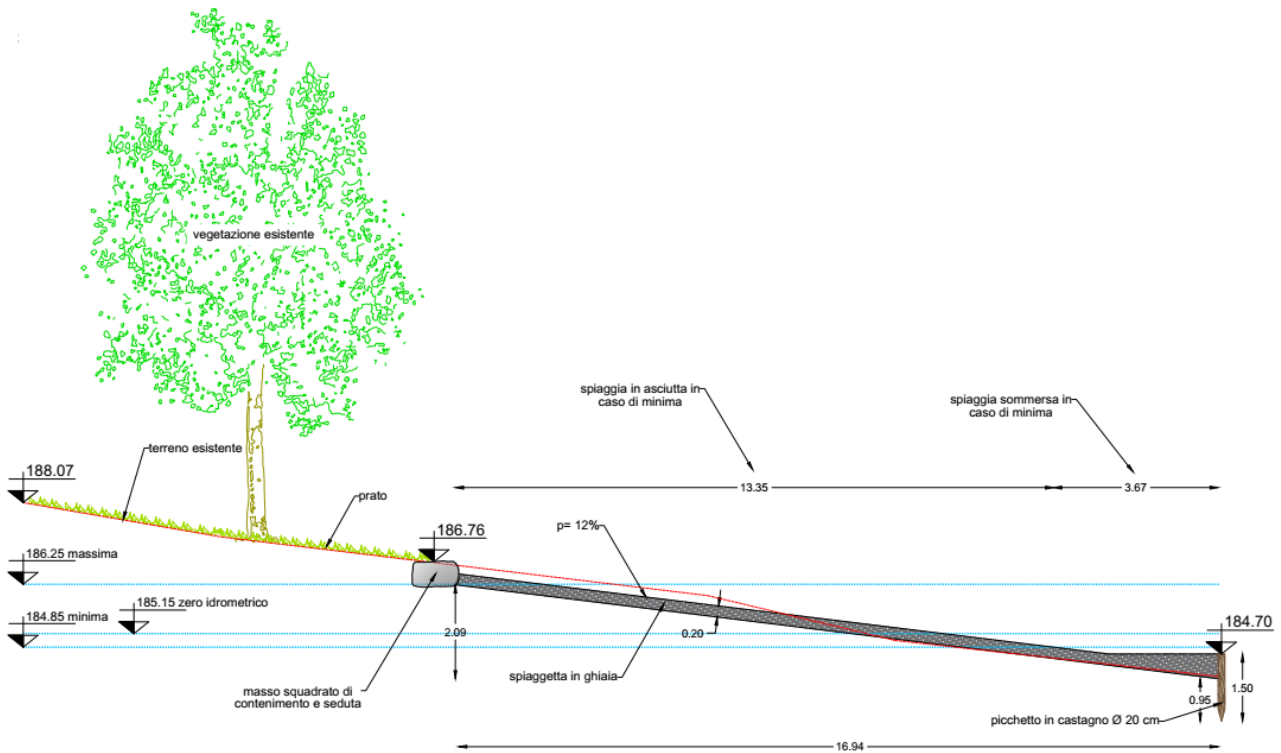 vegetazione esistente
spiaggia in asciutta in
caso di minima
spiaggia sommersa in
caso di minima
terreno esistente
188.07
13.35
3.67
prato
p= 12%
186.76
186.25 massima
185.15 zero idrometrico
184.85 minima
184.70
2.09
0.20
spiaggetta in ghiaia
masso squadrato di
contenimento e seduta
0.95
1.50
picchetto in castagno Ø 20 cm
16.94